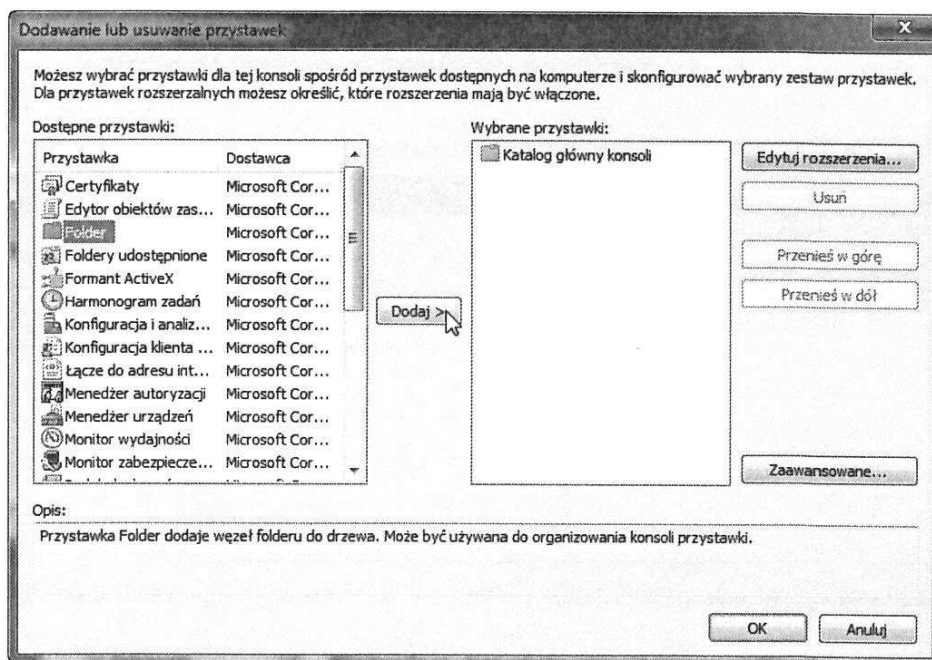 Dodawanie lub usuwanie przystawek
Możesz wybrać przystawki dla tej konsoli spośród przystawek dostępnych na komputerze i skonfigurować wybrany zestaw przystawek.
Dla przystawek rozszerzalnych możesz określić, które rozszerzenia mają być włączone.
Dostępne przystawki:
Przystawka Dostawca
Certyfikaty Microsoft Cor...
Edytor obiektów zas... Microsoft Cor...
Folder Microsoft Cor...
Foldery udostępnione Microsoft Cor...
Formant ActiveX Microsoft Cor...
Harmonogram zadań Microsoft Cor...
Konfiguracja i analiz... Microsoft Cor...
Konfiguracja klienta ... Microsoft Cor...
Łącze do adresu int... Microsoft Cor...
Menedżer autoryzacji Microsoft Cor...
Menedżer urządzeń Microsoft Cor...
Monitor wydajności Microsoft Cor...
Monitor zabezpiecze... Microsoft Cor...
Dodaj >
Wybrane przystawki:
Katalog główny konsoli
Edytuj rozszerzenia...
Usuń
Przenieś w górę
Przenieś w dół
Zaawansowane...
Opis:
Przystawka Folder dodaje węzeł folderu do drzewa. Może być używana do organizowania konsoli przystawki.
OK
Anuluj